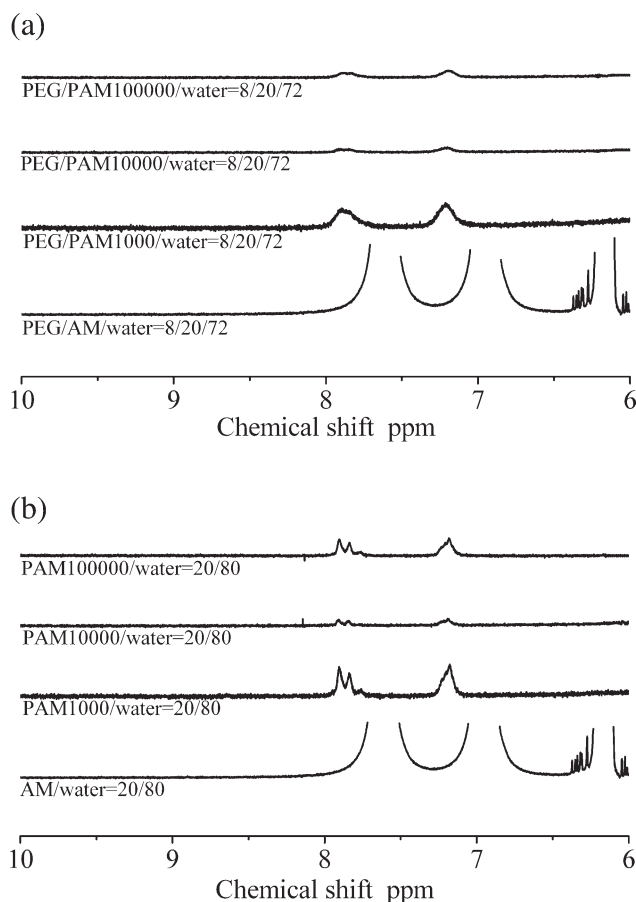 (a)
PEG/PAM100000/water=8/20/72
PEG/PAM10000/water=8/20/72
PEG/PAM1000/water=8/20/72
PEG/AM/water=8/20/72
10 9 8 7 6
Chemical shift ppm
(b)
PAM100000/water=20/80
PAM10000/water=20/80
PAM1000/water=20/80
AM/water=20/80
10 9 8 7 6
Chemical shift ppm